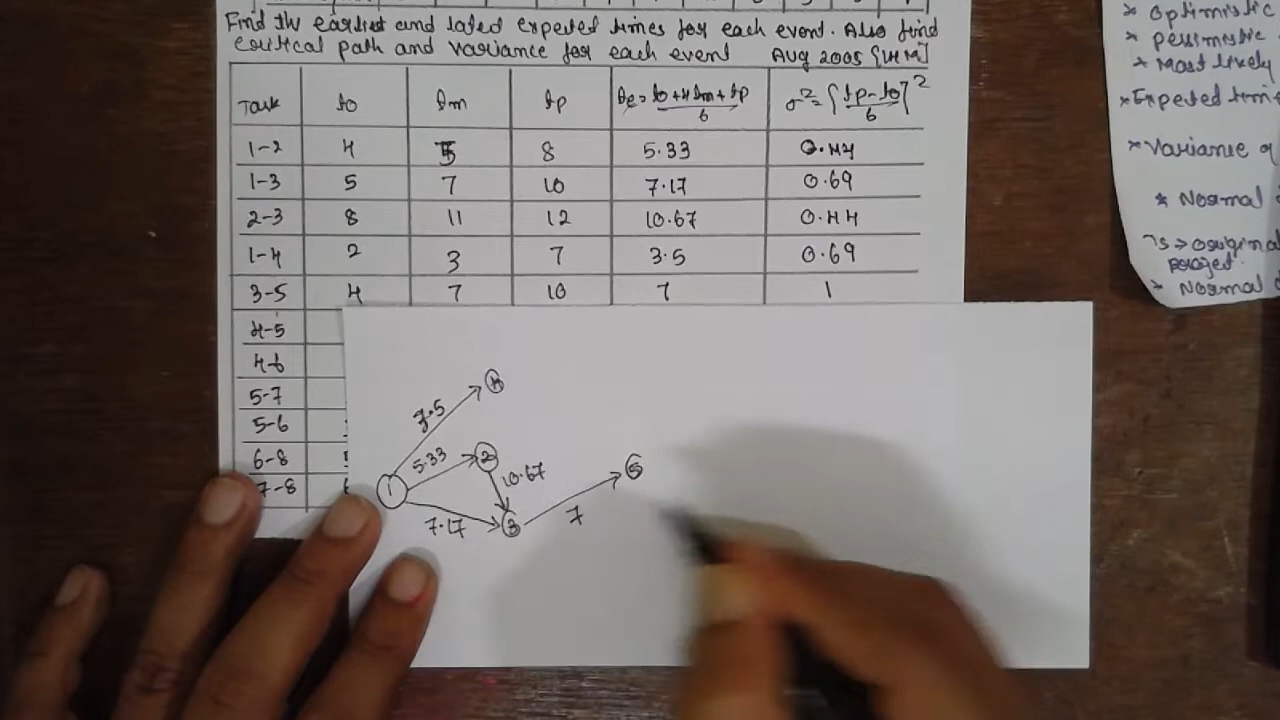 Find the earliest and lated expected times for each event. Also find
critical path and variance for each event Aug 2005 [14M]
Task to tm tp te = to+4tm+tp/6 σ²= {tp-to/6}²
1-2 4 5 8 5.33 0.44
1-3 5 7 10 7.17 0.69
2-3 8 11 12 10.67 0.44
1-4 2 3 7 3.5 0.69
3-5 4 7 10 7 1
4-5
4-6
5-7
5-6
6-8
7-8
4
3.5
5.33 2
1 10.67 5
7.17 3 7
* optimistic
* pessimistic
* Most likely
* Expected time
* Variance of
* Normal
Ts → original
project
* Normal